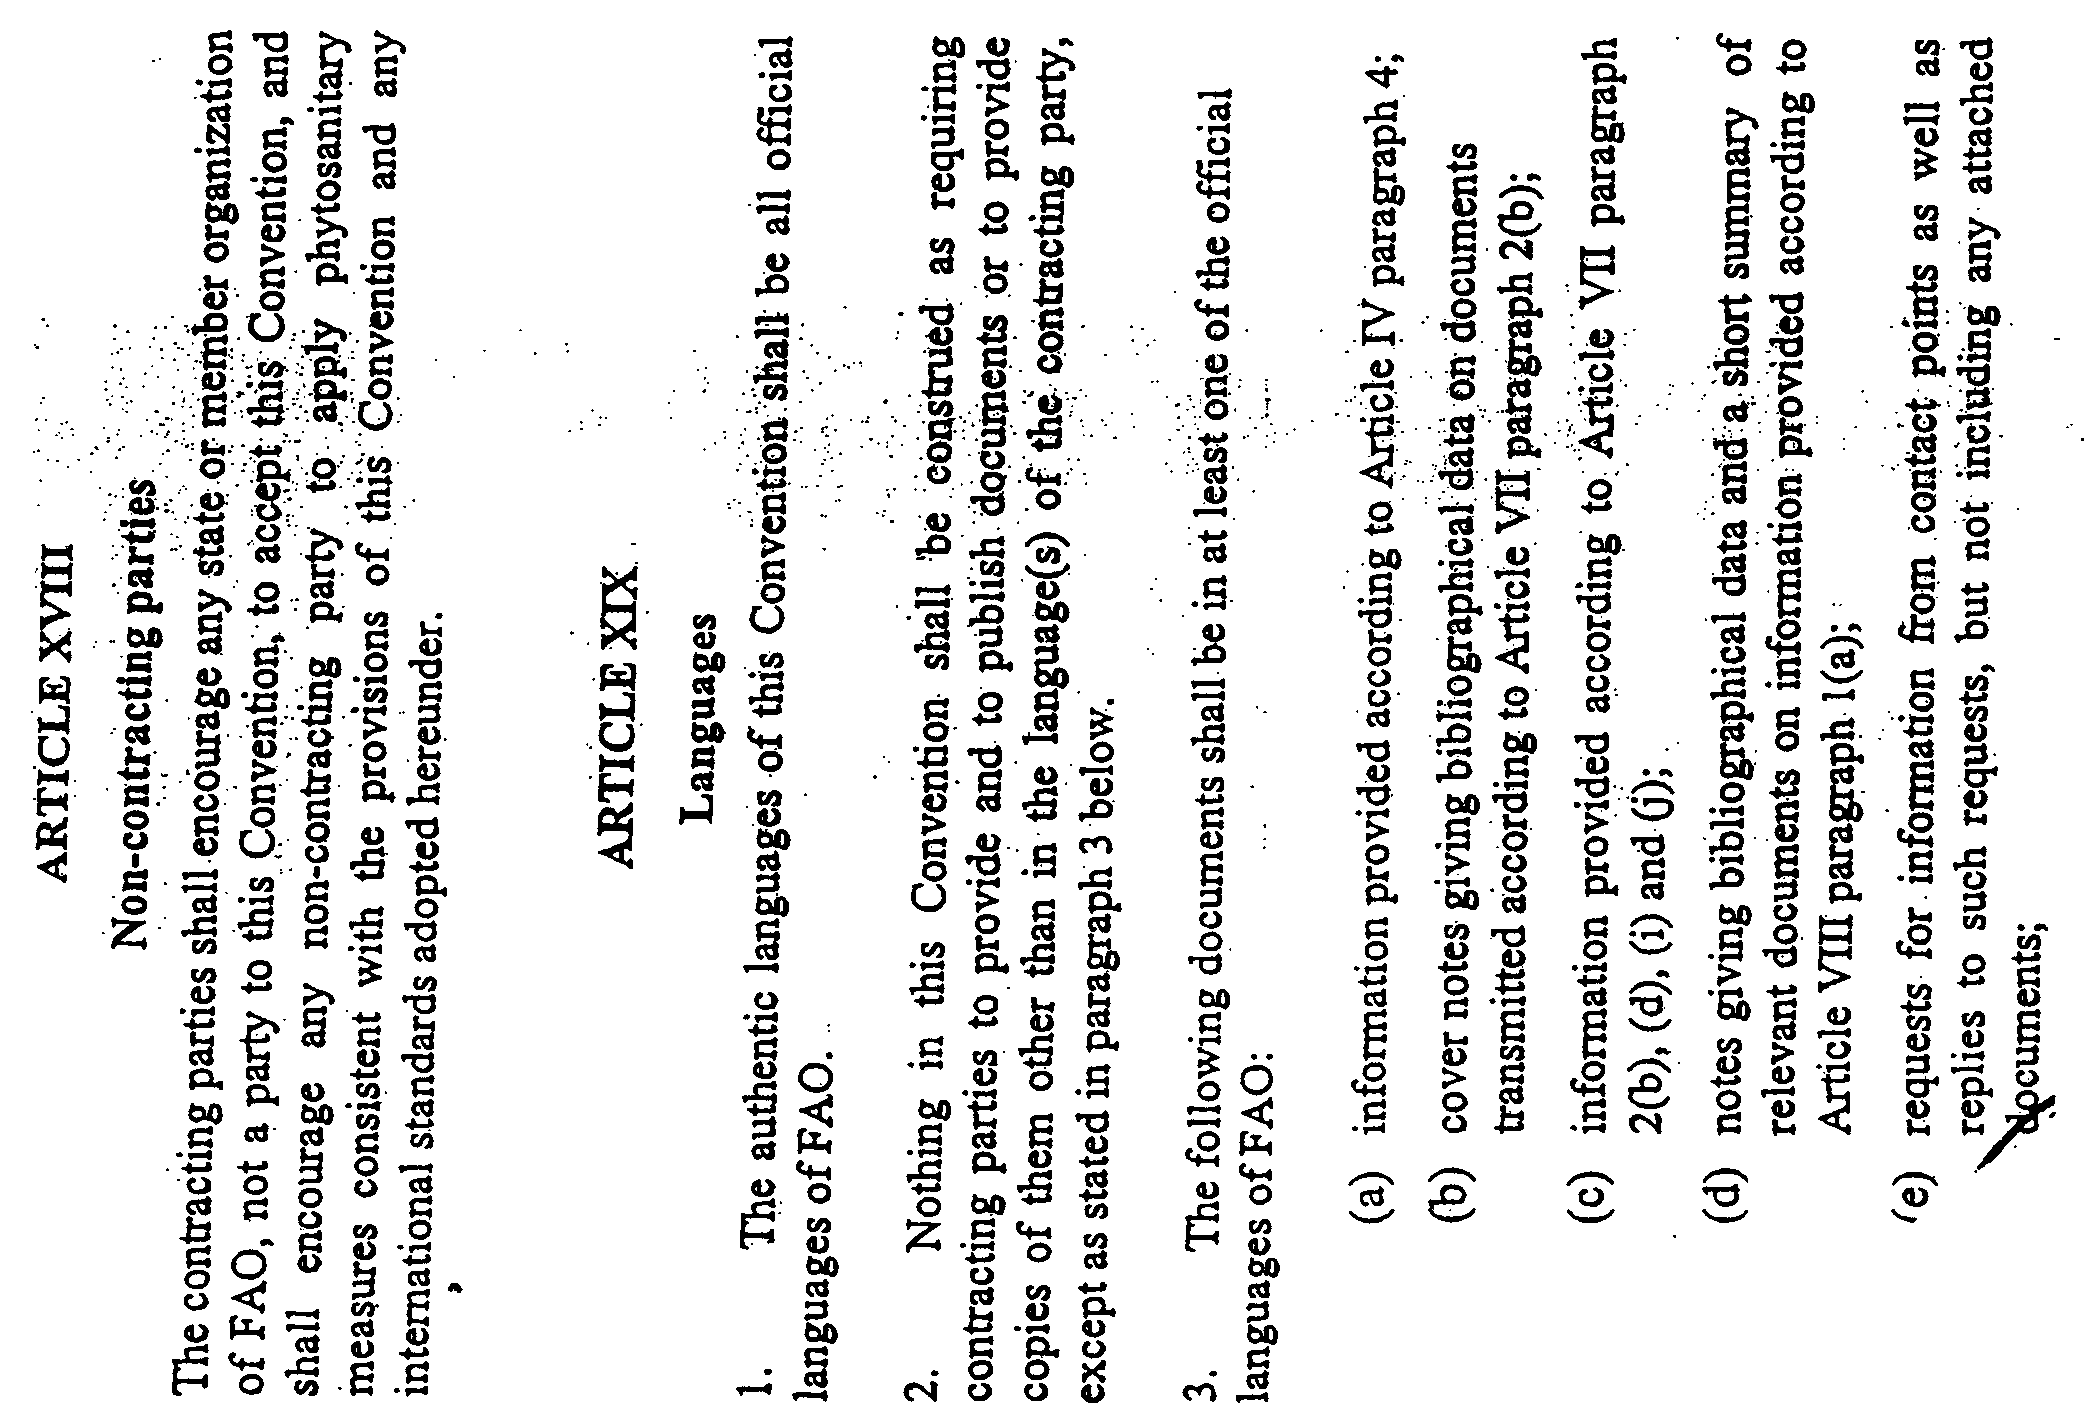 ARTICLE XVIII
Non-contracting parties
The contracting parties shall encourage any state or member organization
of FAO, not a party to this Convention, to accept this Convention, and
shall encourage any non-contracting party to apply phytosanitary
measures consistent with the provisions of this Convention and any
international standards adopted hereunder.
ARTICLE XIX
Languages
1. The authentic languages of this Convention shall be all official
languages of FAO.
2. Nothing in this Convention shall be construed as requiring
contracting parties to provide and to publish documents or to provide
copies of them other than in the language(s) of the contracting party,
except as stated in paragraph 3 below.
3. The following documents shall be in at least one of the official
languages of FAO:
(a) information provided according to Article IV paragraph 4;
(b) cover notes giving bibliographical data on documents
transmitted according to Article VII paragraph 2(b);
(c) information provided according to Article VII paragraph
2(b), (d), (i) and (j);
(d) notes giving bibliographical data and a short summary of
relevant documents on information provided according to
Article VIII paragraph 1(a);
(e) requests for information from contact points as well as
replies to such requests, but not including any attached
documents;